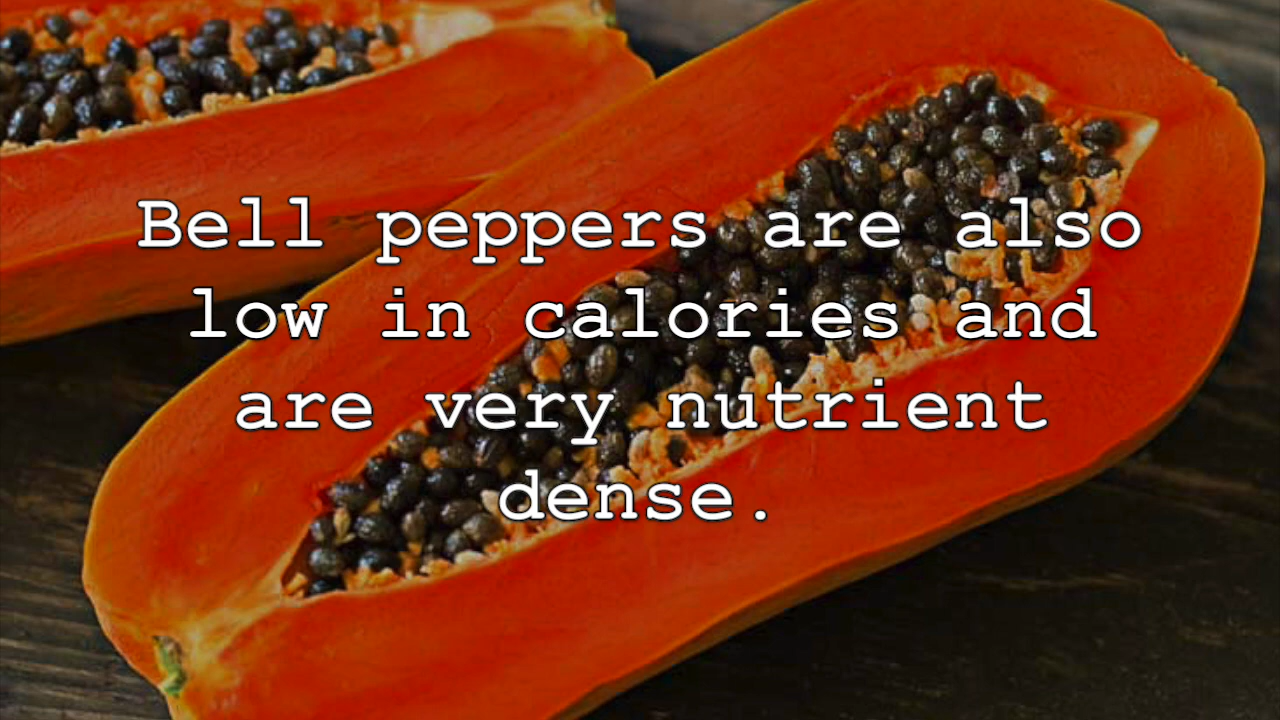 Bell peppers are also
low in calories and
are very nutrient
dense.